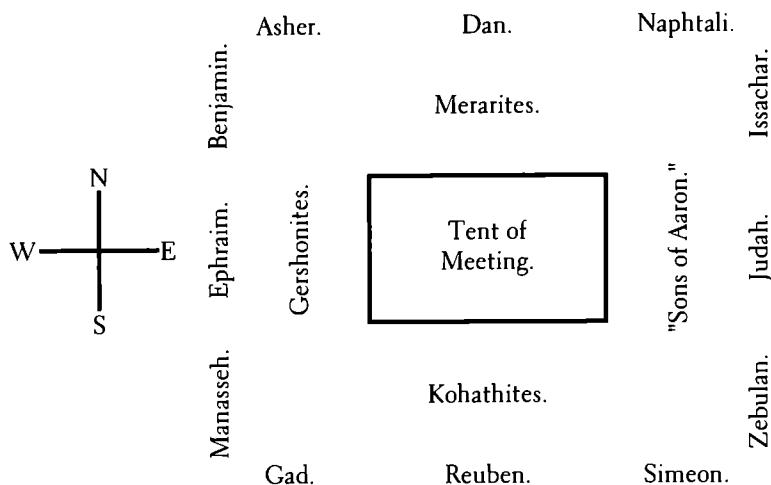 Asher. Dan. Naphtali.
Benjamin.
Issachar.
Merarites.
N
W E
S
Ephraim.
Gershonites.
Tent of
Meeting.
"Sons of Aaron."
Judah.
Manasseh.
Kohathites.
Zebulan.
Gad. Reuben. Simeon.